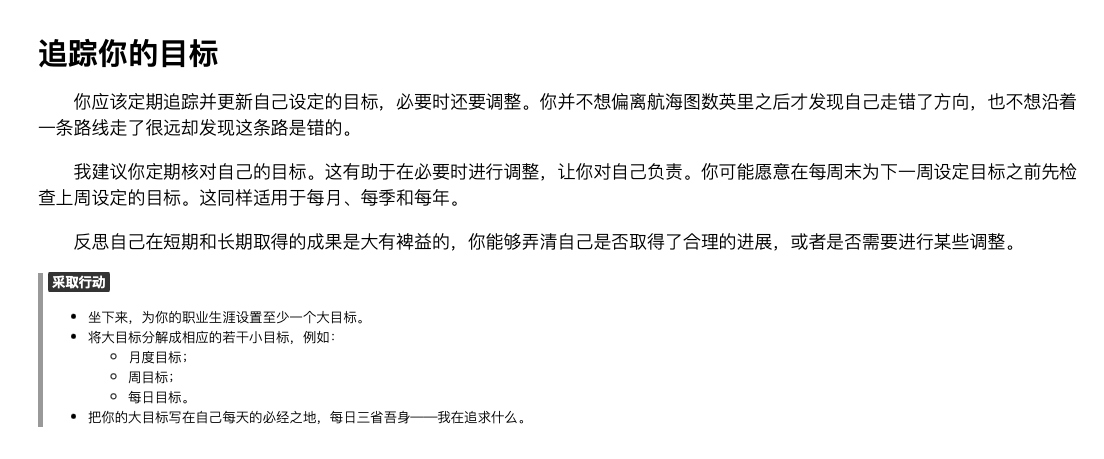 追踪你的目标
你应该定期追踪并更新自己设定的目标，必要时还要调整。你并不想偏离航海图数英里之后才发现自己走错了方向，也不想沿着
一条路线走了很远却发现这条路是错的。
我建议你定期核对自己的目标。这有助于在必要时进行调整，让你对自己负责。你可能愿意在每周末为下一周设定目标之前先检
查上周设定的目标。这同样适用于每月、每季和每年。
反思自己在短期和长期取得的成果是大有裨益的，你能够弄清自己是否取得了合理的进展，或者是否需要进行某些调整。
采取行动
• 坐下来，为你的职业生涯设置至少一个大目标。
• 将大目标分解成相应的若干小目标，例如：
○ 月度目标；
○ 周目标；
○ 每日目标。
• 把你的大目标写在自己每天的必经之地，每日三省吾身——我在追求什么。